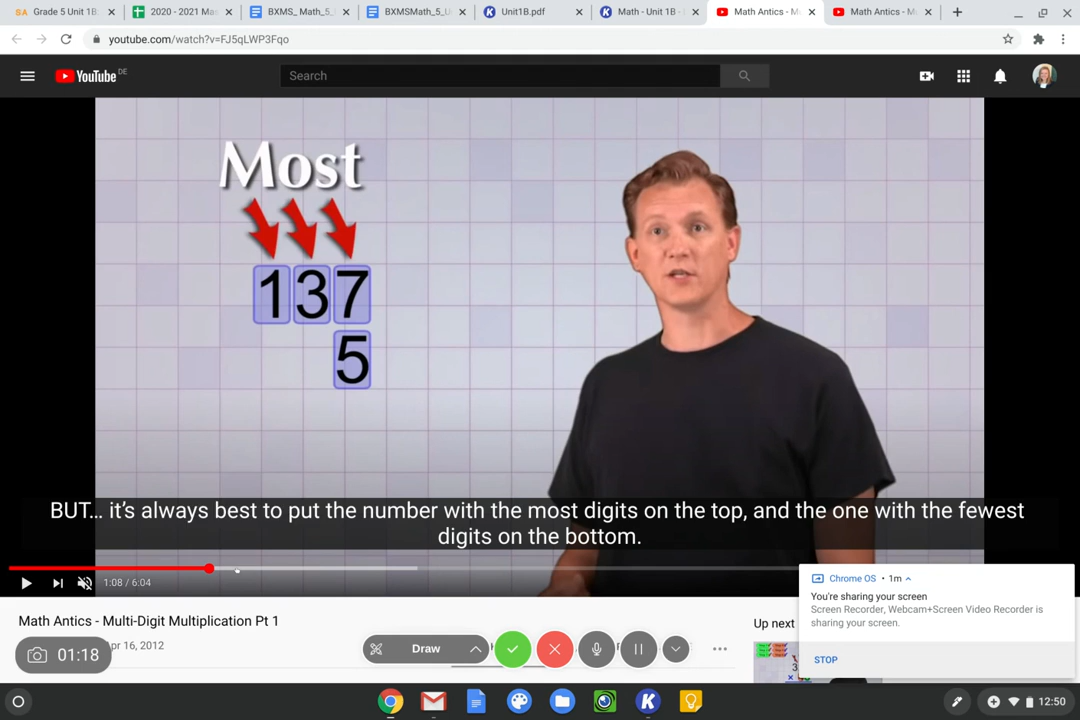 SA Grade 5 Unit 1B:
2020 - 2021 Mas
BXMS_ Math_5_
BXMSMath_5_U
Unit1B.pdf
Math - Unit 1B -
Math Antics - M
Math Antics - M
youtube.com/watch?v=FJ5qLWP3Fqo
YouTube DE
Search
Most
137
5
BUT... it's always best to put the number with the most digits on the top, and the one with the fewest
digits on the bottom.
1:08 / 6:04
Chrome OS • 1m
You're sharing your screen
Screen Recorder, Webcam+Screen Video Recorder is
sharing your screen.
STOP
Math Antics - Multi-Digit Multiplication Pt 1
Up next
pr 16, 2012
01:18
Draw
12:50